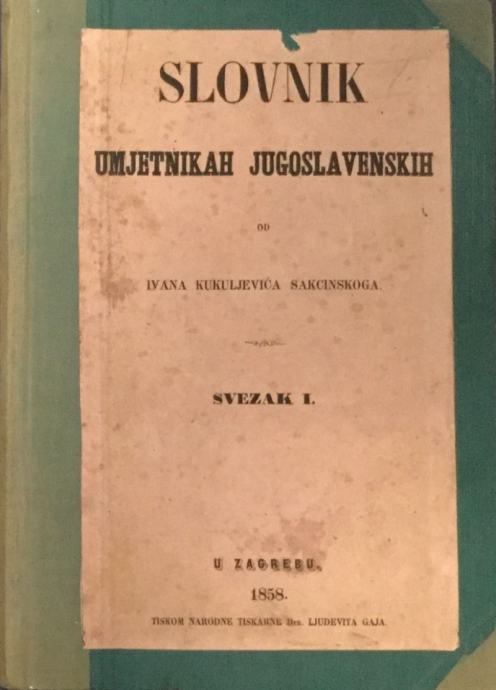 SLOVNIK
UMJETNIKAH JUGOSLAVENSKIH
OD
IVANA KUKULJEVIĆA SAKCINSKOGA.
SVEZAK I.
U ZAGREBU,
1858.
TISKOM NARODNE TISKARNE Dra. LJUDEVITA GAJA.